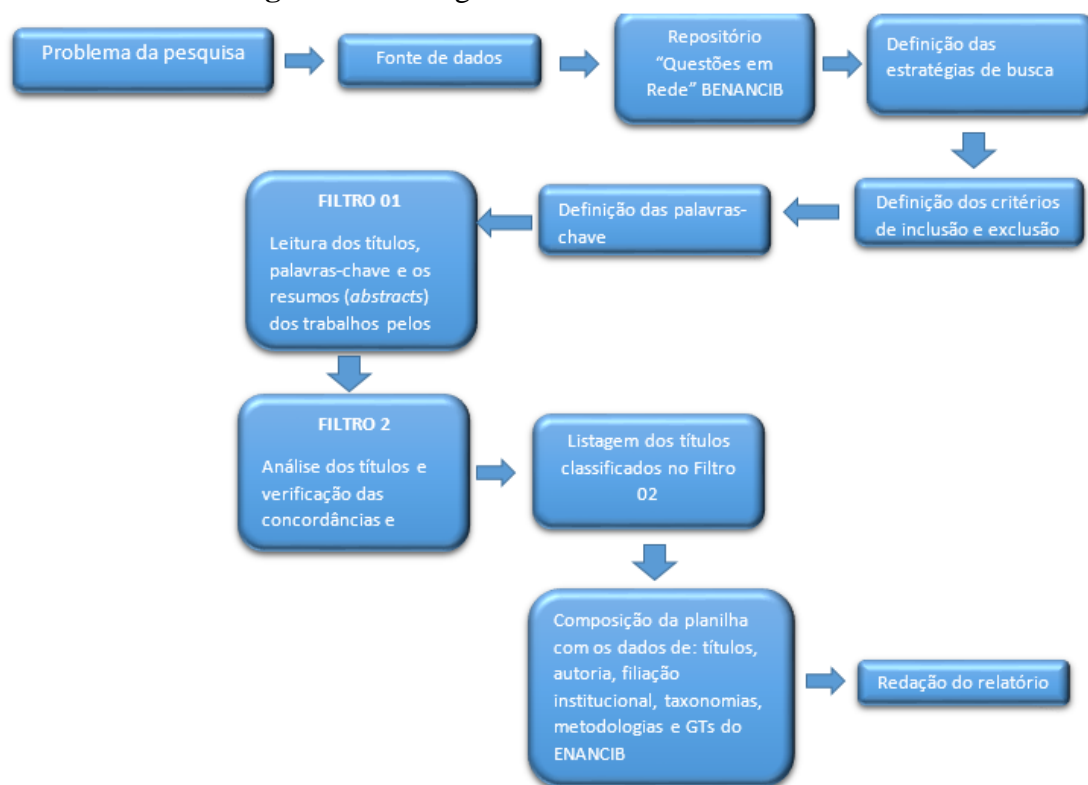 Problema da pesquisa
Fonte de dados
Repositório
“Questões em
Rede” BENANCIB
Definição das
estratégias de busca
Definição dos critérios
de inclusão e exclusão
Definição das palavras-
chave
FILTRO 01
Leitura dos títulos,
palavras-chave e os
resumos (abstracts)
dos trabalhos pelos
FILTRO 2
Análise dos títulos e
verificação das
concordâncias e
Listagem dos títulos
classificados no Filtro
02
Composição da planilha
com os dados de: títulos,
autoria, filiação
institucional, taxonomias,
metodologias e GTs do
ENANCIB
Redação do relatório